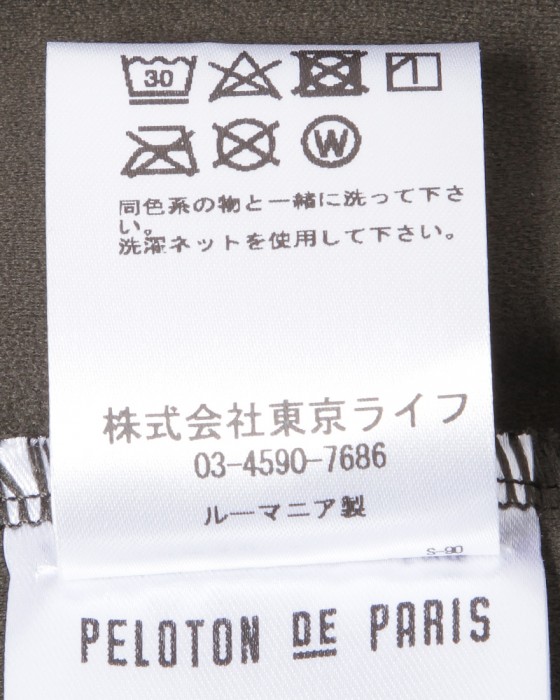 30
W
同色系の物と一緒に洗って下さ
い。
洗濯ネットを使用して下さい。
株式会社東京ライフ
03-4590-7686
ルーマニア製
S-90
PELOTON DE PARIS